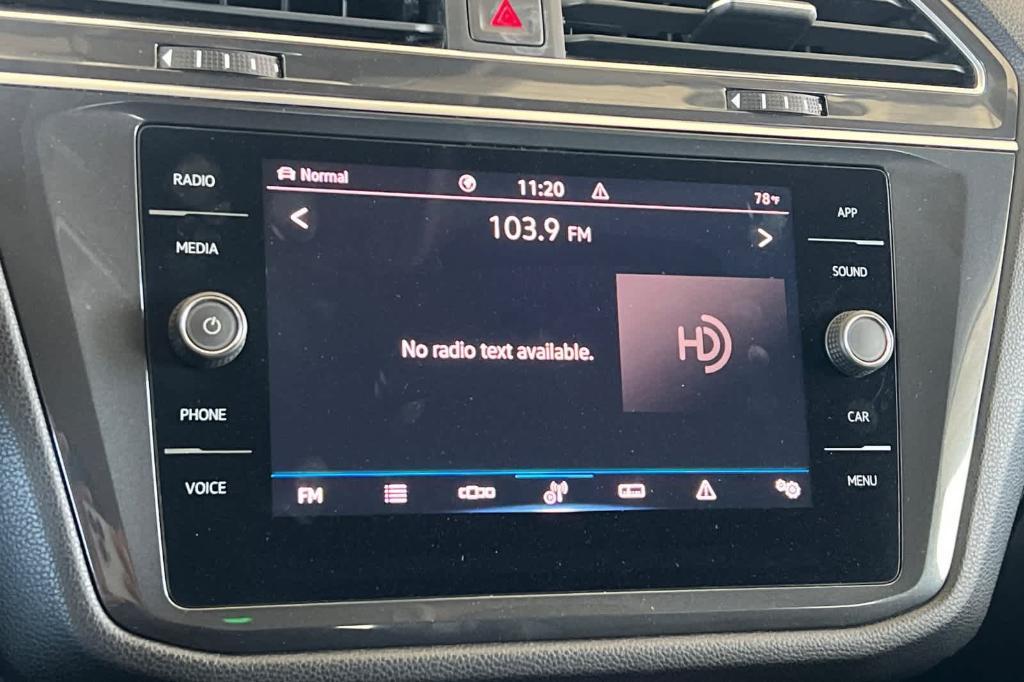 RADIO
MEDIA
PHONE
VOICE
Normal
11:20
78°F
<
103.9 FM
>
No radio text available.
HD
FM
APP
SOUND
CAR
MENU